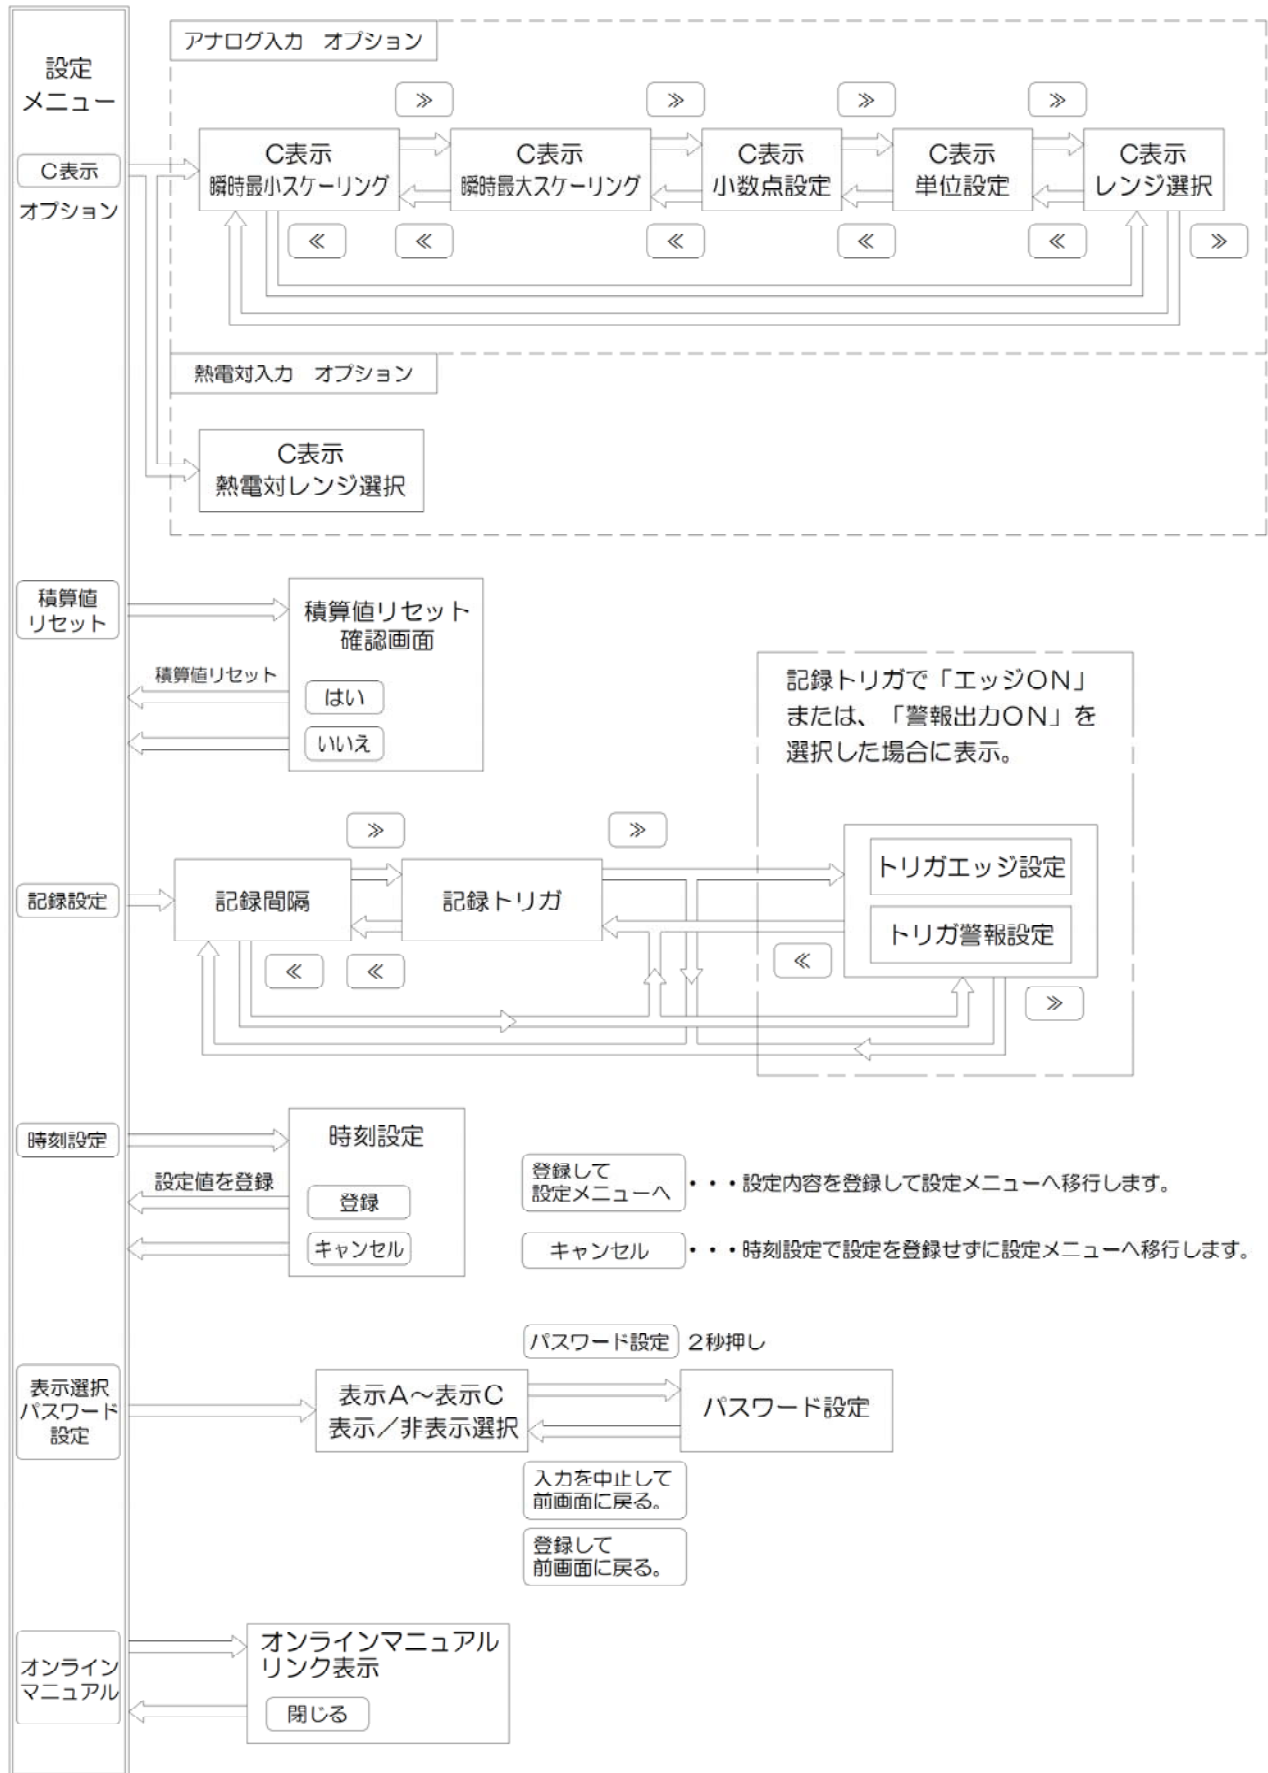 設定
メニュー
C表示
オプション
アナログ入力　オプション
≫
≫
≫
≫
C表示
瞬時最小スケーリング
C表示
瞬時最大スケーリング
C表示
小数点設定
C表示
単位設定
C表示
レンジ選択
≪
≪
≪
≪
≪
≫
熱電対入力　オプション
C表示
熱電対レンジ選択
積算値
リセット
積算値リセット
確認画面
積算値リセット
はい
いいえ
記録トリガで「エッジON」
または、「警報出力ON」を
選択した場合に表示。
≫
≫
記録設定
記録間隔
記録トリガ
トリガエッジ設定
トリガ警報設定
≪
≪
≪
≫
時刻設定
時刻設定
設定値を登録
登録
キャンセル
登録して
設定メニューへ
・・・設定内容を登録して設定メニューへ移行します。
キャンセル
・・・時刻設定で設定を登録せずに設定メニューへ移行します。
パスワード設定 2秒押し
表示選択
パスワード
設定
表示A～表示C
表示／非表示選択
パスワード設定
入力を中止して
前画面に戻る。
登録して
前画面に戻る。
オンライン
マニュアル
オンラインマニュアル
リンク表示
閉じる